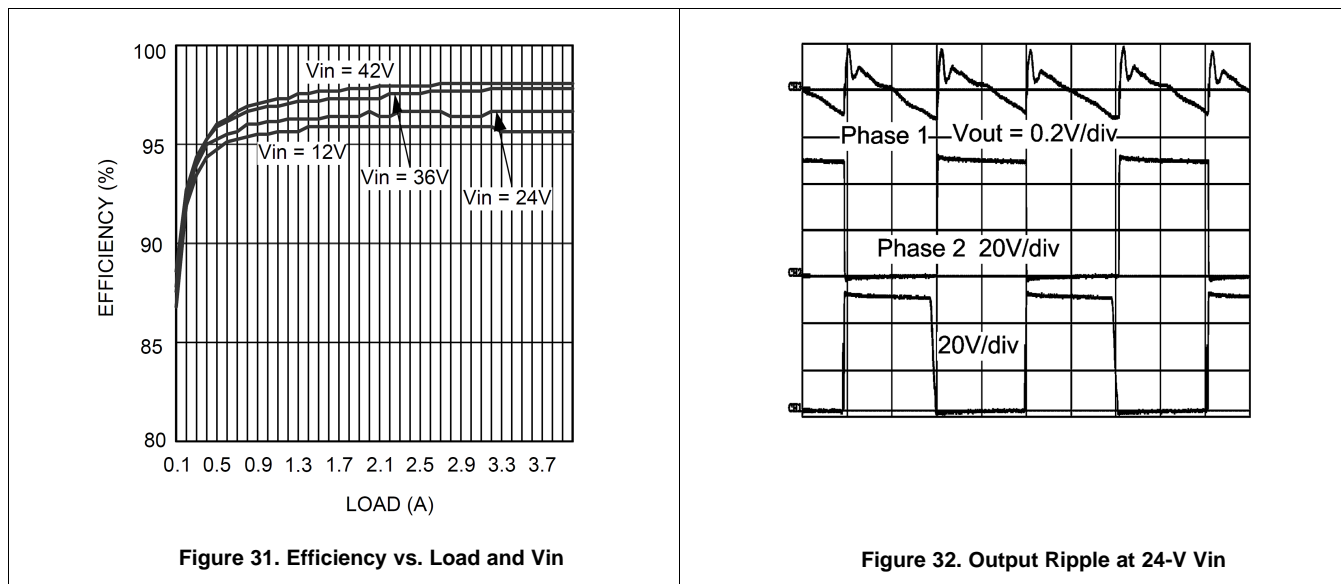 100
95
90
85
80
EFFICIENCY (%)
Vin = 42V
Vin = 12V
Vin = 36V
Vin = 24V
0.1 0.5 0.9 1.3 1.7 2.1 2.5 2.9 3.3 3.7
LOAD (A)
Figure 31. Efficiency vs. Load and Vin
Phase 1 Vout = 0.2V/div
Phase 2 20V/div
20V/div
Figure 32. Output Ripple at 24-V Vin